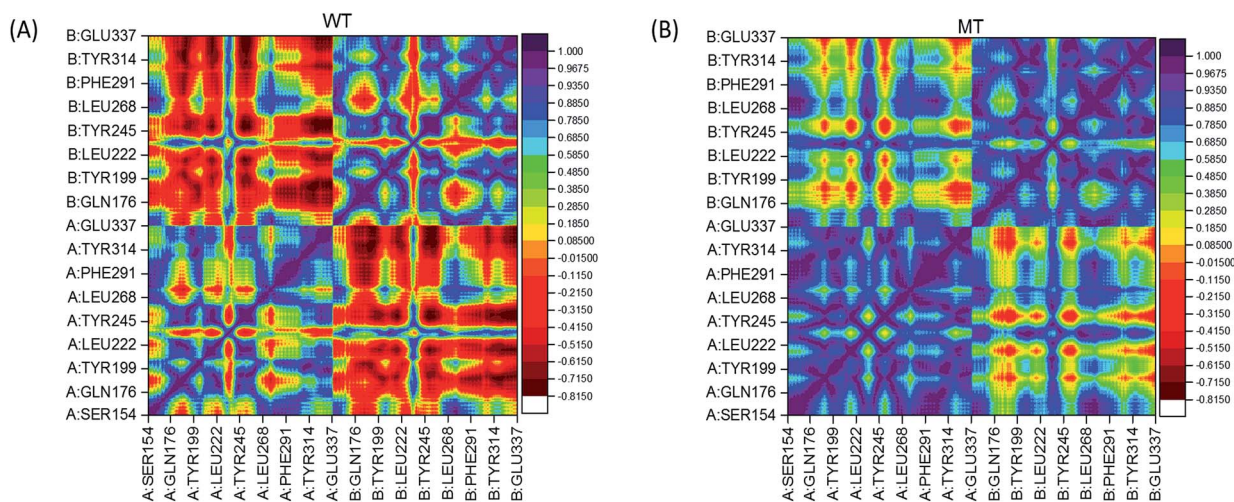 (A)
WT
B:GLU337
B:TYR314
B:PHE291
B:LEU268
B:TYR245
B:LEU222
B:TYR199
B:GLN176
A:GLU337
A:TYR314
A:PHE291
A:LEU268
A:TYR245
A:LEU222
A:TYR199
A:GLN176
A:SER154
A:SER154
A:GLN176
A:TYR199
A:LEU222
A:TYR245
A:LEU268
A:PHE291
A:TYR314
A:GLU337
B:GLN176
B:TYR199
B:LEU222
B:TYR245
B:LEU268
B:PHE291
B:TYR314
B:GLU337
1.000
0.9675
0.9350
0.8850
0.7850
0.6850
0.5850
0.4850
0.3850
0.2850
0.1850
0.08500
-0.01500
-0.2150
-0.3150
-0.4150
-0.5150
-0.6150
-0.7150
-0.8150
(B)
MT
B:GLU337
B:TYR314
B:PHE291
B:LEU268
B:TYR245
B:LEU222
B:TYR199
B:GLN176
A:GLU337
A:TYR314
A:PHE291
A:LEU268
A:TYR245
A:LEU222
A:TYR199
A:GLN176
A:SER154
A:SER154
A:GLN176
A:TYR199
A:LEU222
A:TYR245
A:LEU268
A:PHE291
A:TYR314
A:GLU337
B:GLN176
B:TYR199
B:LEU222
B:TYR245
B:LEU268
B:PHE291
B:TYR314
B:GLU337
1.000
0.9675
0.9350
0.8850
0.7850
0.6850
0.5850
0.4850
0.3850
0.2850
0.1850
0.08500
-0.01500
-0.2150
-0.3150
-0.4150
-0.5150
-0.6150
-0.7150
-0.8150